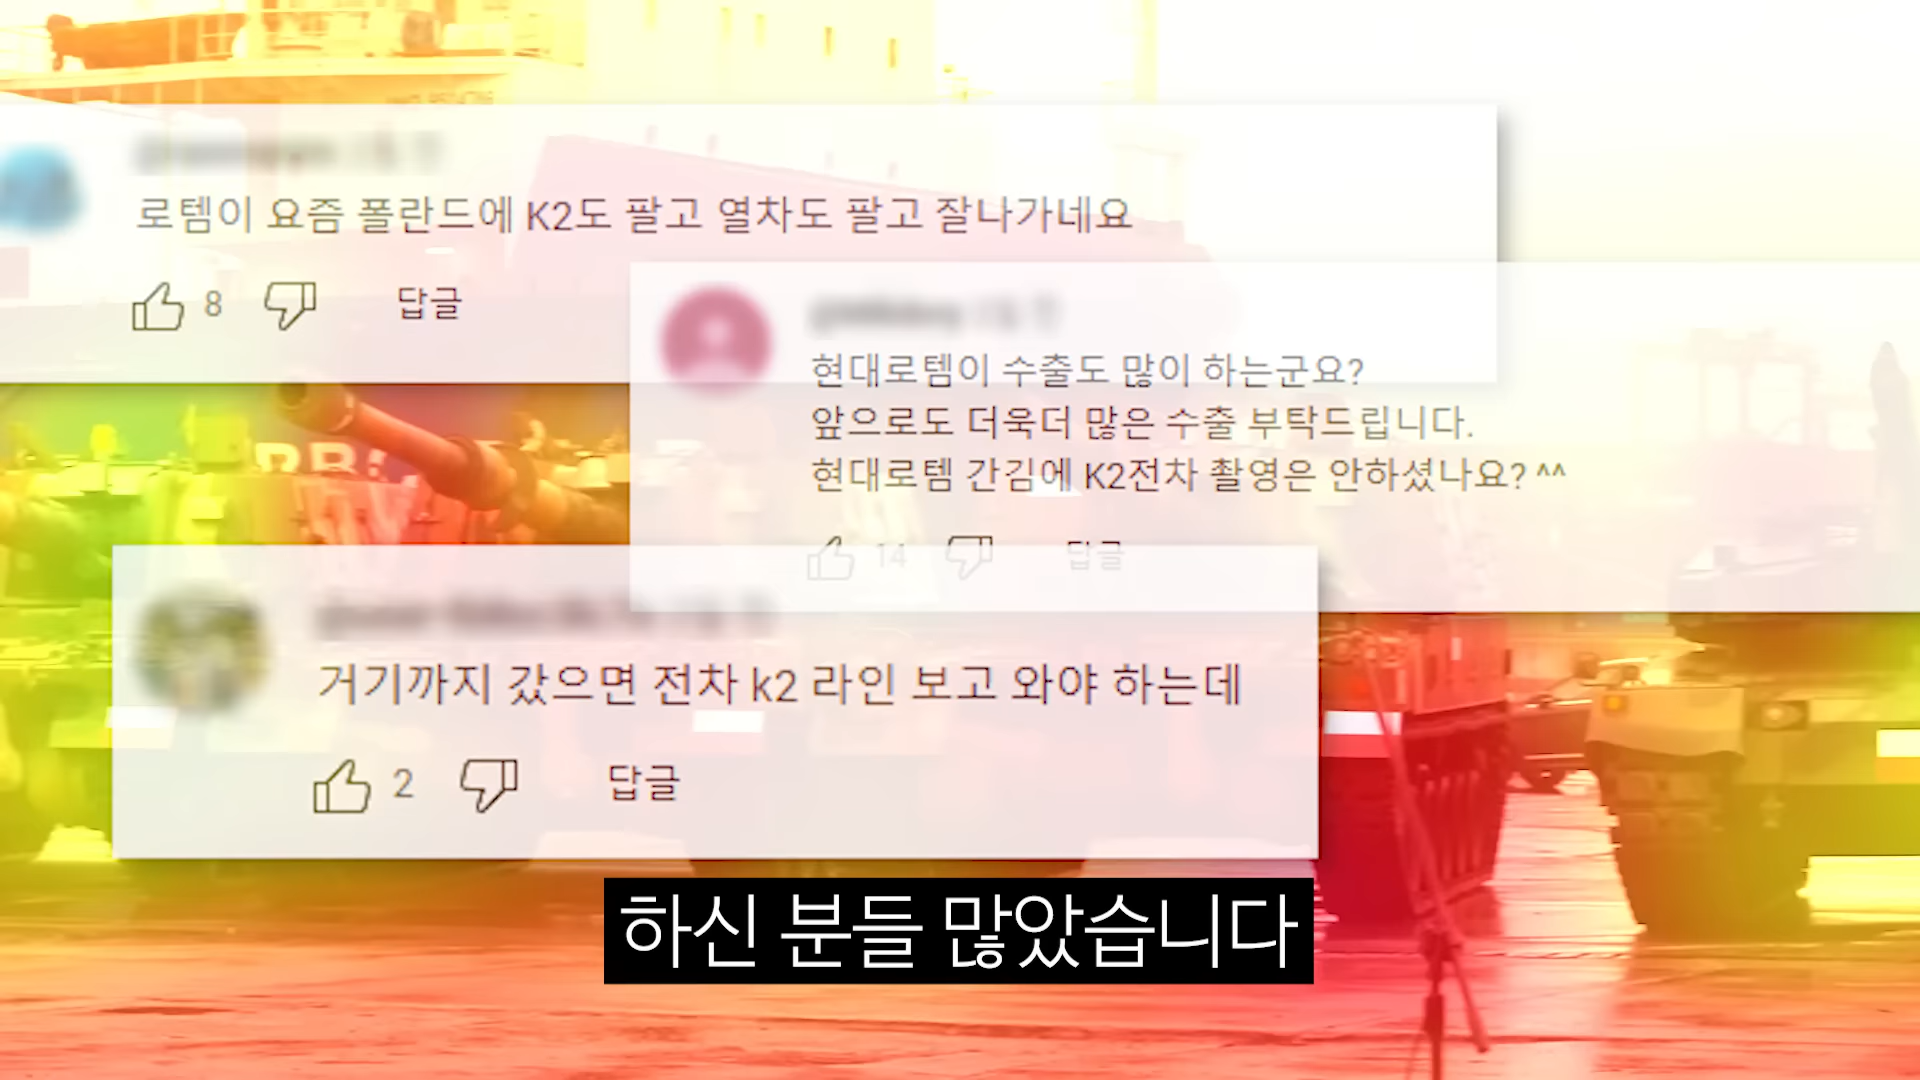 로템이 요즘 폴란드에 K2도 팔고 열차도 팔고 잘나가네요
8 답글
현대로템이 수출도 많이 하는군요?
앞으로도 더욱더 많은 수출 부탁드립니다.
현대로템 간김에 K2전차 촬영은 안하셨나요? ^^
14 답글
거기까지 갔으면 전차 k2 라인 보고 와야 하는데
2 답글
하신 분들 많았습니다